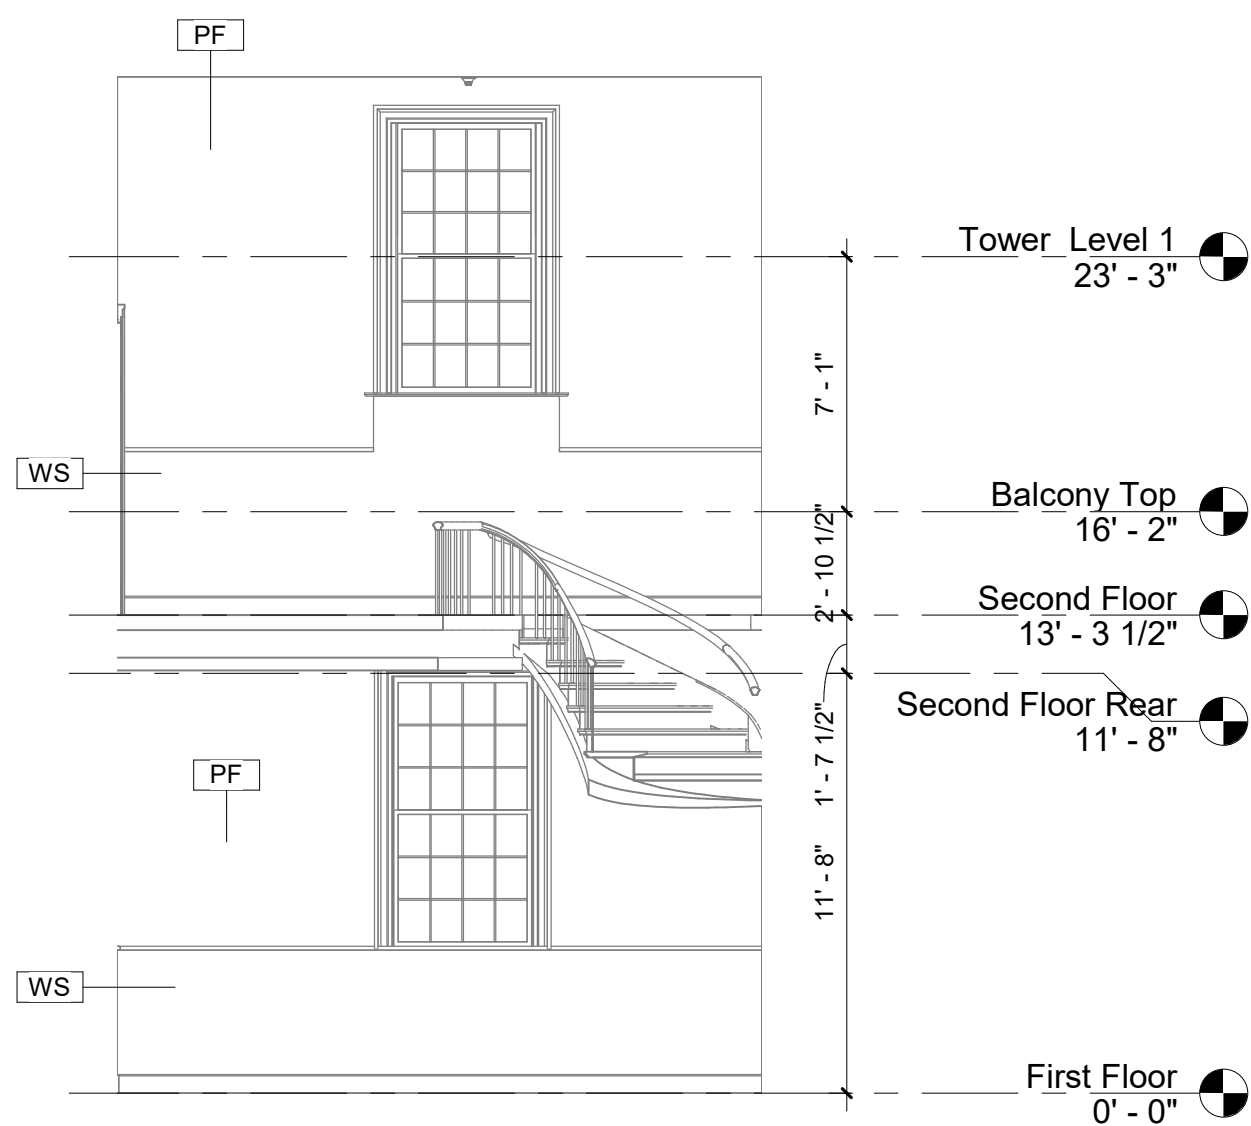 PF
Tower Level 1
23' - 3"
7' - 1"
WS
Balcony Top
16' - 2"
2' - 10 1/2"
Second Floor
13' - 3 1/2"
Second Floor Rear
11' - 8"
1' - 7 1/2"
PF
11' - 8"
WS
First Floor
0' - 0"